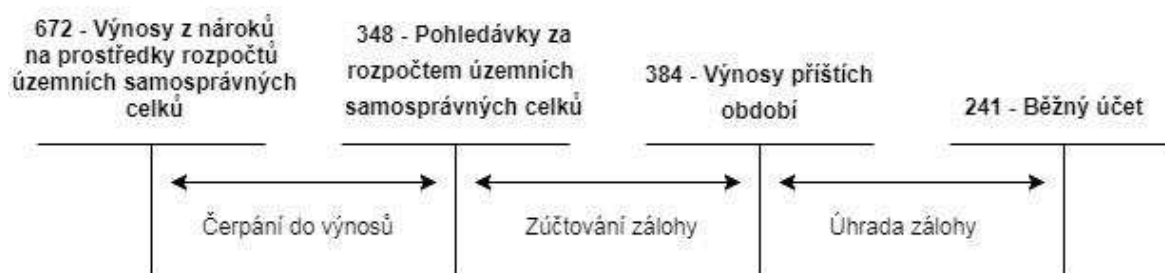 672 - Výnosy z nároků
na prostředky rozpočtů
územních samosprávných
celků
348 - Pohledávky za
rozpočtem územních
samosprávných celků
384 - Výnosy příštích
období
241 - Běžný účet
Čerpání do výnosů
Zúčtování zálohy
Úhrada zálohy